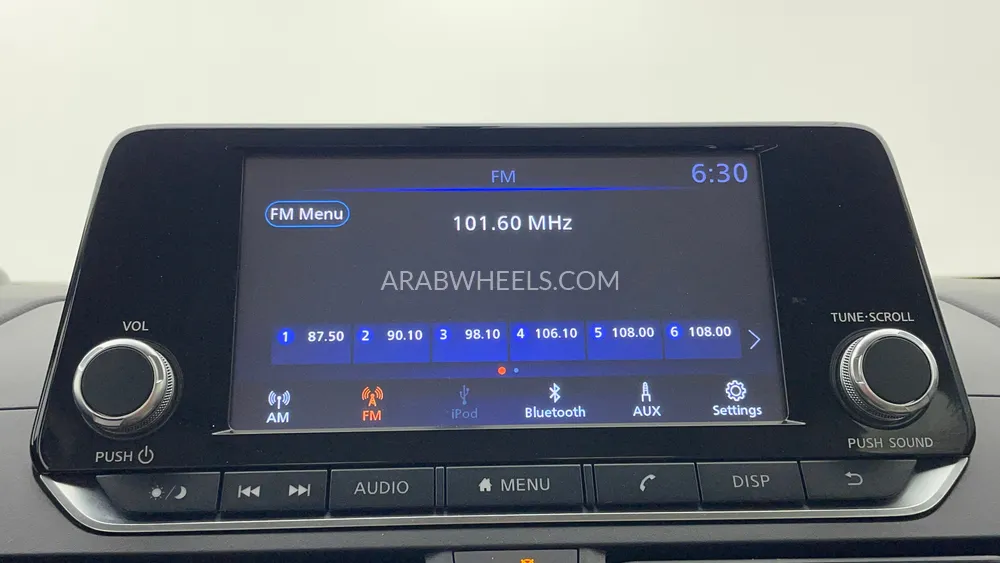 FM
6:30
FM Menu
101.60 MHz
ARABWHEELS.COM
VOL
TUNE·SCROLL
1 87.50 2 90.10 3 98.10 4 106.10 5 108.00 6 108.00
AM FM iPod Bluetooth AUX Settings
PUSH
PUSH SOUND
AUDIO MENU DISP